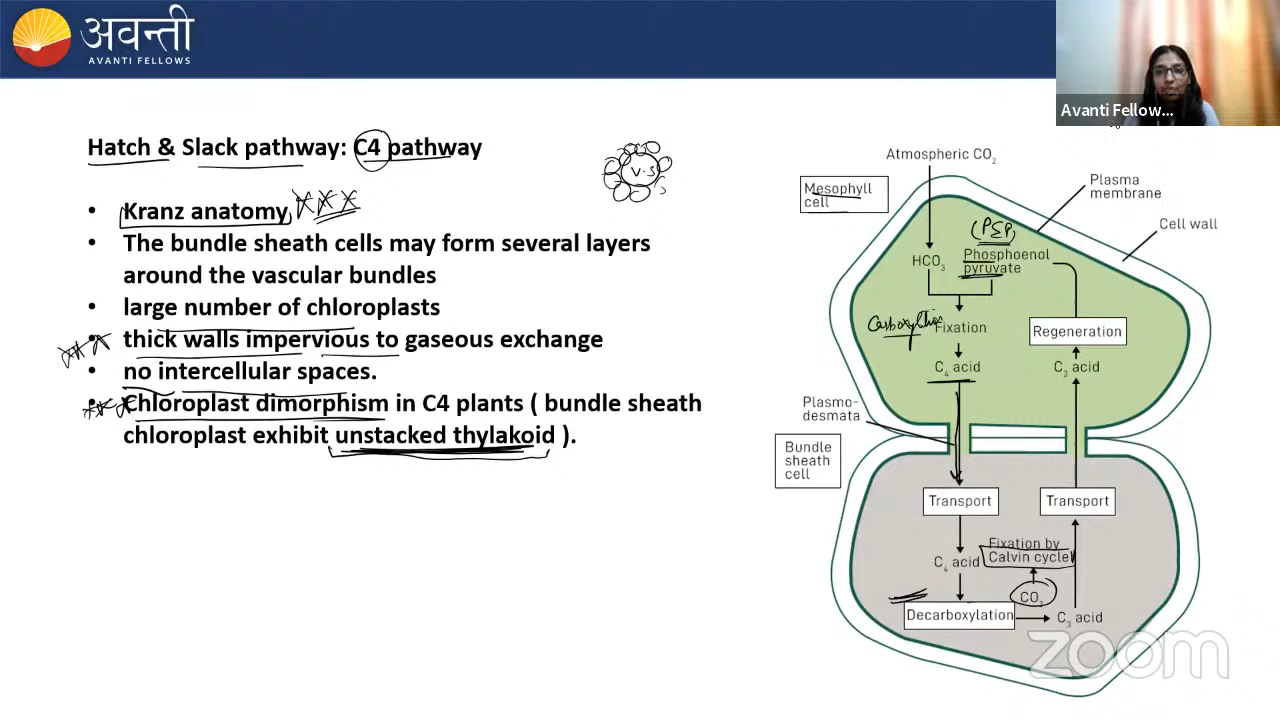 अवन्ती
AVANTI FELLOWS
Avanti Fellow...
Hatch & Slack pathway: C4 pathway
• Kranz anatomy
• The bundle sheath cells may form several layers
around the vascular bundles
• large number of chloroplasts
• thick walls impervious to gaseous exchange
• no intercellular spaces.
• Chloroplast dimorphism in C4 plants ( bundle sheath
chloroplast exhibit unstacked thylakoid ).
V.S
Atmospheric CO₂
Mesophyll
cell
Plasma
membrane
Cell wall
(PEP)
HCO₃
Phosphoenol
pyruvate
Carboxylation
Fixation
Regeneration
C₄ acid
C₃ acid
Plasmo-
desmata
Bundle
sheath
cell
Transport
Transport
Fixation by
Calvin cycle
C₄ acid
CO₂
Decarboxylation
C₃ acid
zoom